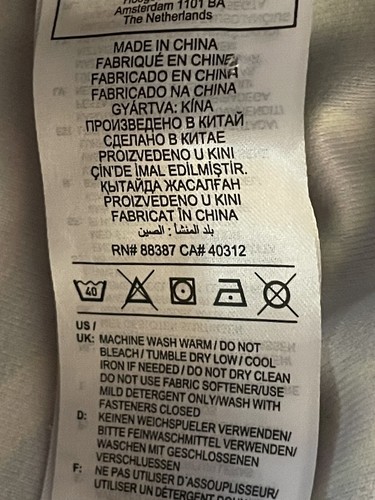 Amsterdam 1101 BA
The Netherlands
MADE IN CHINA
FABRIQUÉ EN CHINE
FABRICADO EN CHINA
FABRICADO NA CHINA
GYÁRTVA: KÍNA
ПРОИЗВЕДЕНО В КИТАЙ
СДЕЛАНО В КИТАЕ
PROIZVEDENO U KINI
ÇİN'DE İMAL EDİLMİŞTİR.
ҚЫТАЙДА ЖАСАЛҒАН
PROIZVEDENO U KINI
FABRICAT ÎN CHINA
بلد المنشأ : الصين
RN# 88387 CA# 40312
40
US /
UK: MACHINE WASH WARM / DO NOT
BLEACH / TUMBLE DRY LOW / COOL
IRON IF NEEDED / DO NOT DRY CLEAN
DO NOT USE FABRIC SOFTENER/USE
MILD DETERGENT ONLY/WASH WITH
FASTENERS CLOSED
D: KEINEN WEICHSPUELER VERWENDEN/
BITTE FEINWASCHMITTEL VERWENDEN/
WASCHEN MIT GESCHLOSSENEN
VERSCHLUESSEN
F: NE PAS UTILISER D'ASSOUPLISEUR/
UTILISER UN DÉTERGENT